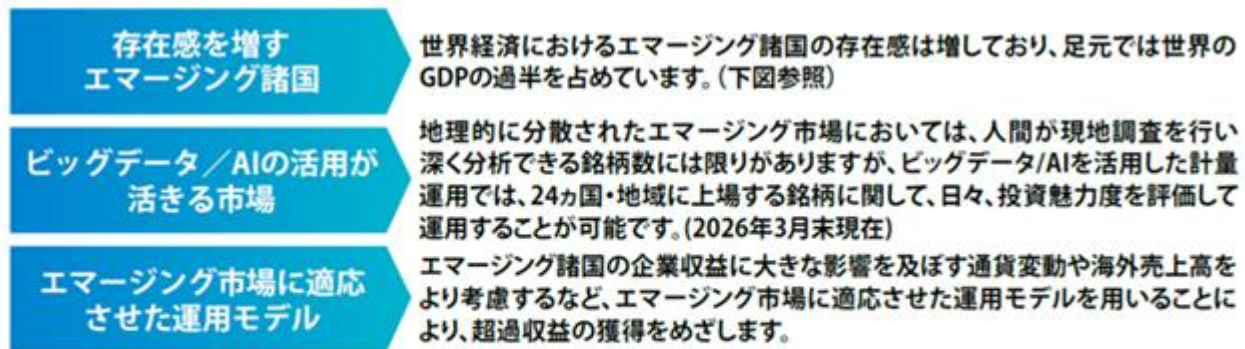 存在感を増す
エマージング諸国
世界経済におけるエマージング諸国の存在感は増しており、足元では世界の
GDPの過半を占めています。（下図参照）
ビッグデータ／AIの活用が
活きる市場
地理的に分散されたエマージング市場においては、人間が現地調査を行い
深く分析できる銘柄数には限りがありますが、ビッグデータ/AIを活用した計量
運用では、24ヵ国・地域に上場する銘柄に関して、日々、投資魅力度を評価して
運用することが可能です。(2026年3月末現在)
エマージング市場に適応
させた運用モデル
エマージング諸国の企業収益に大きな影響を及ぼす通貨変動や海外売上高を
より考慮するなど、エマージング市場に適応させた運用モデルを用いることに
より、超過収益の獲得をめざします。